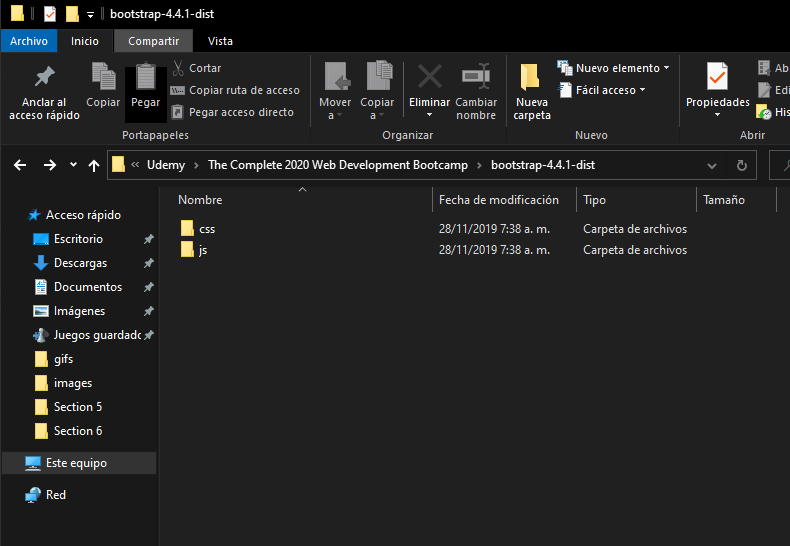 bootstrap-4.4.1-dist
Archivo Inicio Compartir Vista
Anclar al acceso rápido
Copiar
Pegar
Cortar
Copiar ruta de acceso
Pegar acceso directo
Portapapeles
Mover a
Copiar a
Eliminar
Cambiar nombre
Organizar
Nueva carpeta
Nuevo elemento
Fácil acceso
Nuevo
Propiedades
Ab
Edi
His
Abrir
« Udemy > The Complete 2020 Web Development Bootcamp > bootstrap-4.4.1-dist
Nombre Fecha de modificación Tipo Tamaño
css 28/11/2019 7:38 a. m. Carpeta de archivos
js 28/11/2019 7:38 a. m. Carpeta de archivos
Acceso rápido
Escritorio
Descargas
Documentos
Imágenes
Juegos guardado
gifs
images
Section 5
Section 6
Este equipo
Red